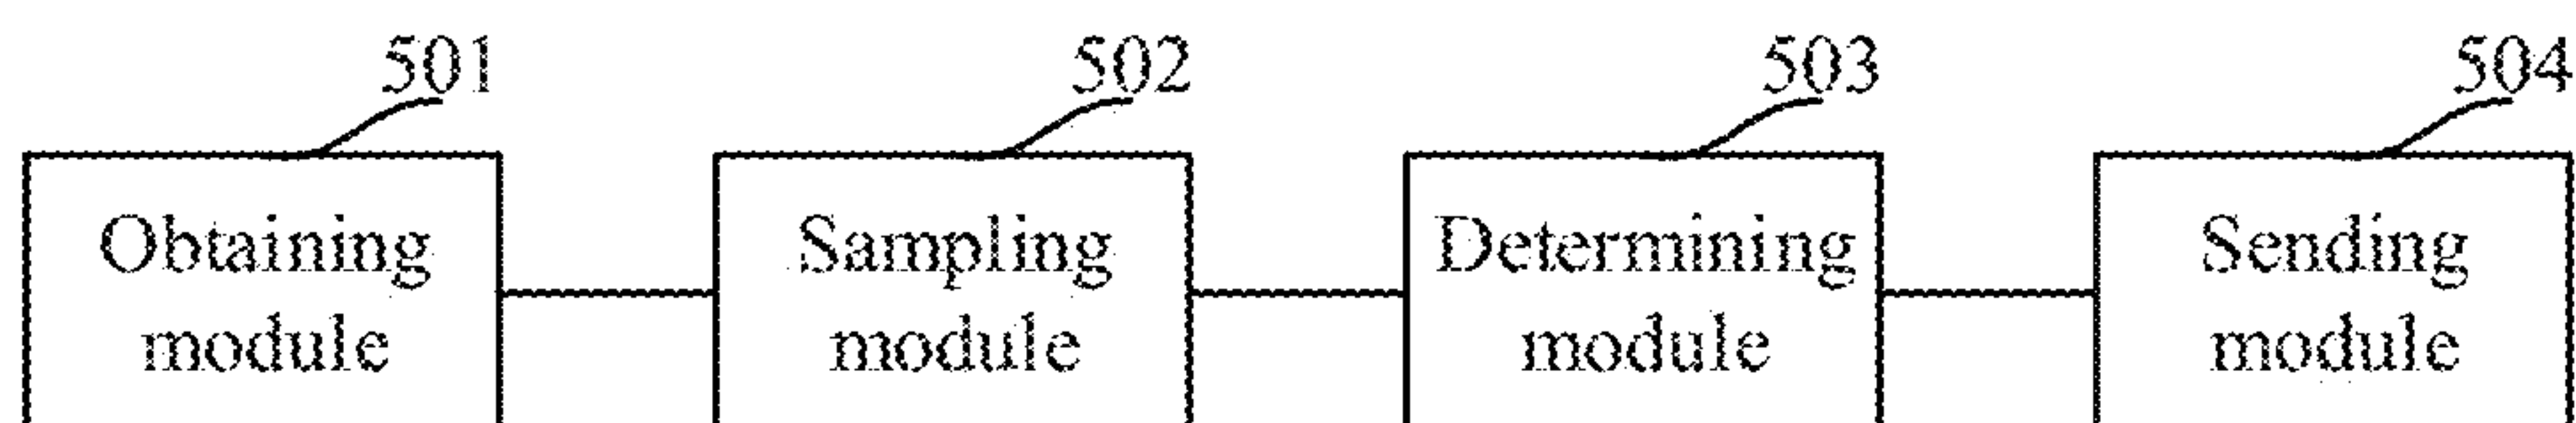 501 502 503 504
Obtaining Sampling Determining Sending
module module module module